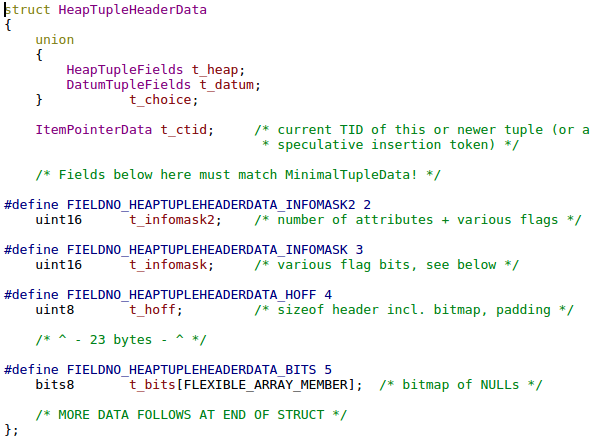 struct HeapTupleHeaderData
{
    union
    {
        HeapTupleFields t_heap;
        DatumTupleFields t_datum;
    }           t_choice;

    ItemPointerData t_ctid;     /* current TID of this or newer tuple (or a
                                 * speculative insertion token) */

    /* Fields below here must match MinimalTupleData! */

#define FIELDNO_HEAPTUPLEHEADERDATA_INFOMASK2 2
    uint16      t_infomask2;    /* number of attributes + various flags */

#define FIELDNO_HEAPTUPLEHEADERDATA_INFOMASK 3
    uint16      t_infomask;     /* various flag bits, see below */

#define FIELDNO_HEAPTUPLEHEADERDATA_HOFF 4
    uint8       t_hoff;         /* sizeof header incl. bitmap, padding */

    /* ^ - 23 bytes - ^ */

#define FIELDNO_HEAPTUPLEHEADERDATA_BITS 5
    bits8       t_bits[FLEXIBLE_ARRAY_MEMBER];  /* bitmap of NULLs */

    /* MORE DATA FOLLOWS AT END OF STRUCT */
};